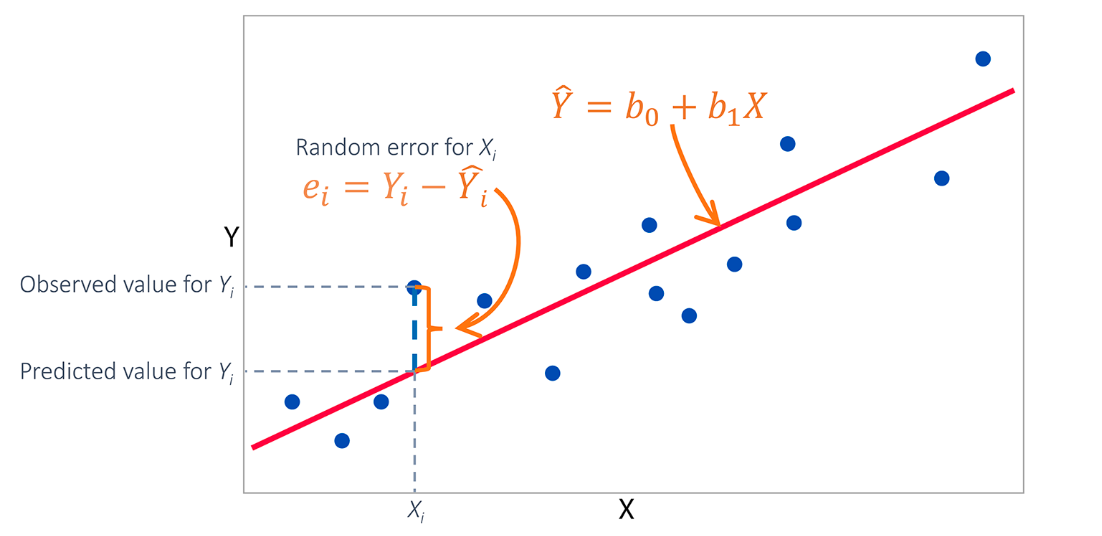 Ŷ = b₀ + b₁X
Random error for Xᵢ
eᵢ = Yᵢ − Ŷᵢ
Y
Observed value for Yᵢ
Predicted value for Yᵢ
Xᵢ
X